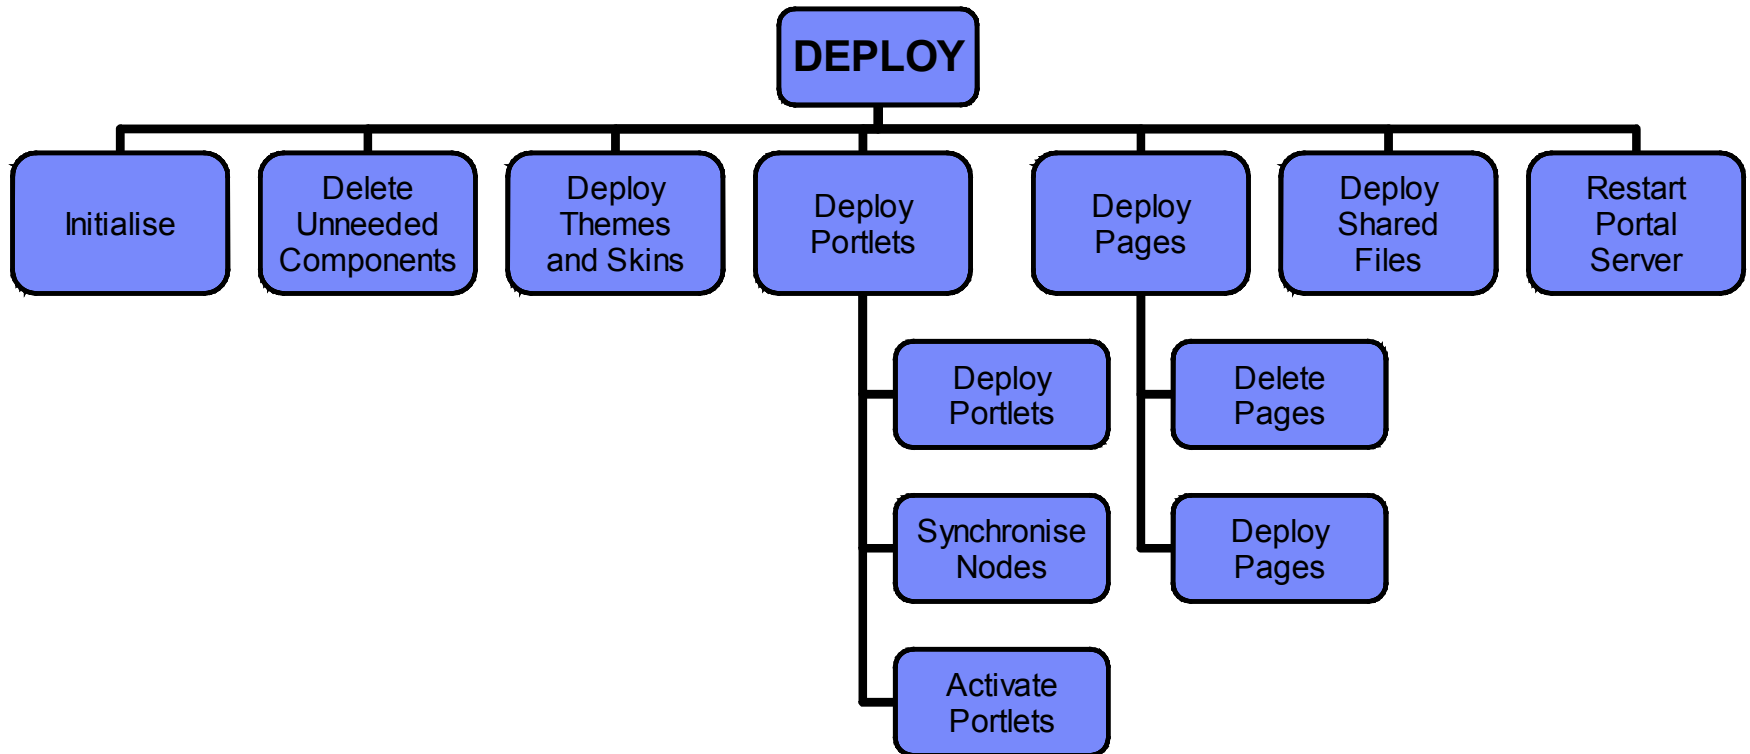 DEPLOY
Initialise
Delete
Unneeded
Components
Deploy
Themes
and Skins
Deploy
Portlets
Deploy
Pages
Deploy
Shared
Files
Restart
Portal
Server
Deploy
Portlets
Synchronise
Nodes
Activate
Portlets
Delete
Pages
Deploy
Pages